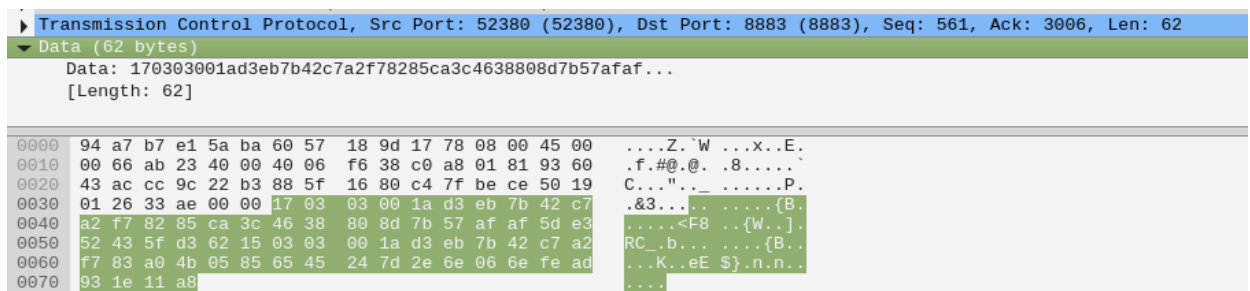 Transmission Control Protocol, Src Port: 52380 (52380), Dst Port: 8883 (8883), Seq: 561, Ack: 3006, Len: 62
Data (62 bytes)
Data: 170303001ad3eb7b42c7a2f78285ca3c4638808d7b57afaf...
[Length: 62]
0000 94 a7 b7 e1 5a ba 60 57 18 9d 17 78 08 00 45 00 ....Z.`W ...x..E.
0010 00 66 ab 23 40 00 40 06 f6 38 c0 a8 01 81 93 60 .f.#@.@. .8.....`
0020 43 ac cc 9c 22 b3 88 5f 16 80 c4 7f be ce 50 19 C...".._ ......P.
0030 01 26 33 ae 00 00 17 03 03 00 1a d3 eb 7b 42 c7 .&3..... .....{B.
0040 a2 f7 82 85 ca 3c 46 38 80 8d 7b 57 af af 5d e3 .....<F8 ..{W..].
0050 52 43 5f d3 62 15 03 03 00 1a d3 eb 7b 42 c7 a2 RC_.b... ....{B..
0060 f7 83 a0 4b 05 85 65 45 24 7d 2e 6e 06 6e fe ad ...K..eE $}.n.n..
0070 93 1e 11 a8 ....